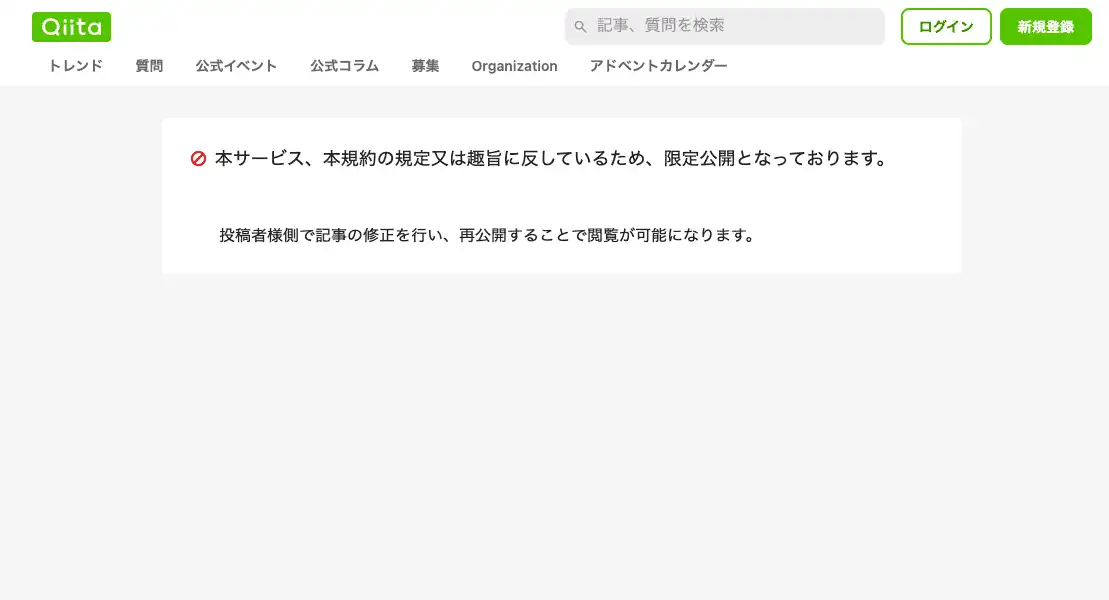 Qiita
記事、質問を検索
ログイン
新規登録
トレンド
質問
公式イベント
公式コラム
募集
Organization
アドベントカレンダー
本サービス、本規約の規定又は趣旨に反しているため、限定公開となっております。
投稿者様側で記事の修正を行い、再公開することで閲覧が可能になります。